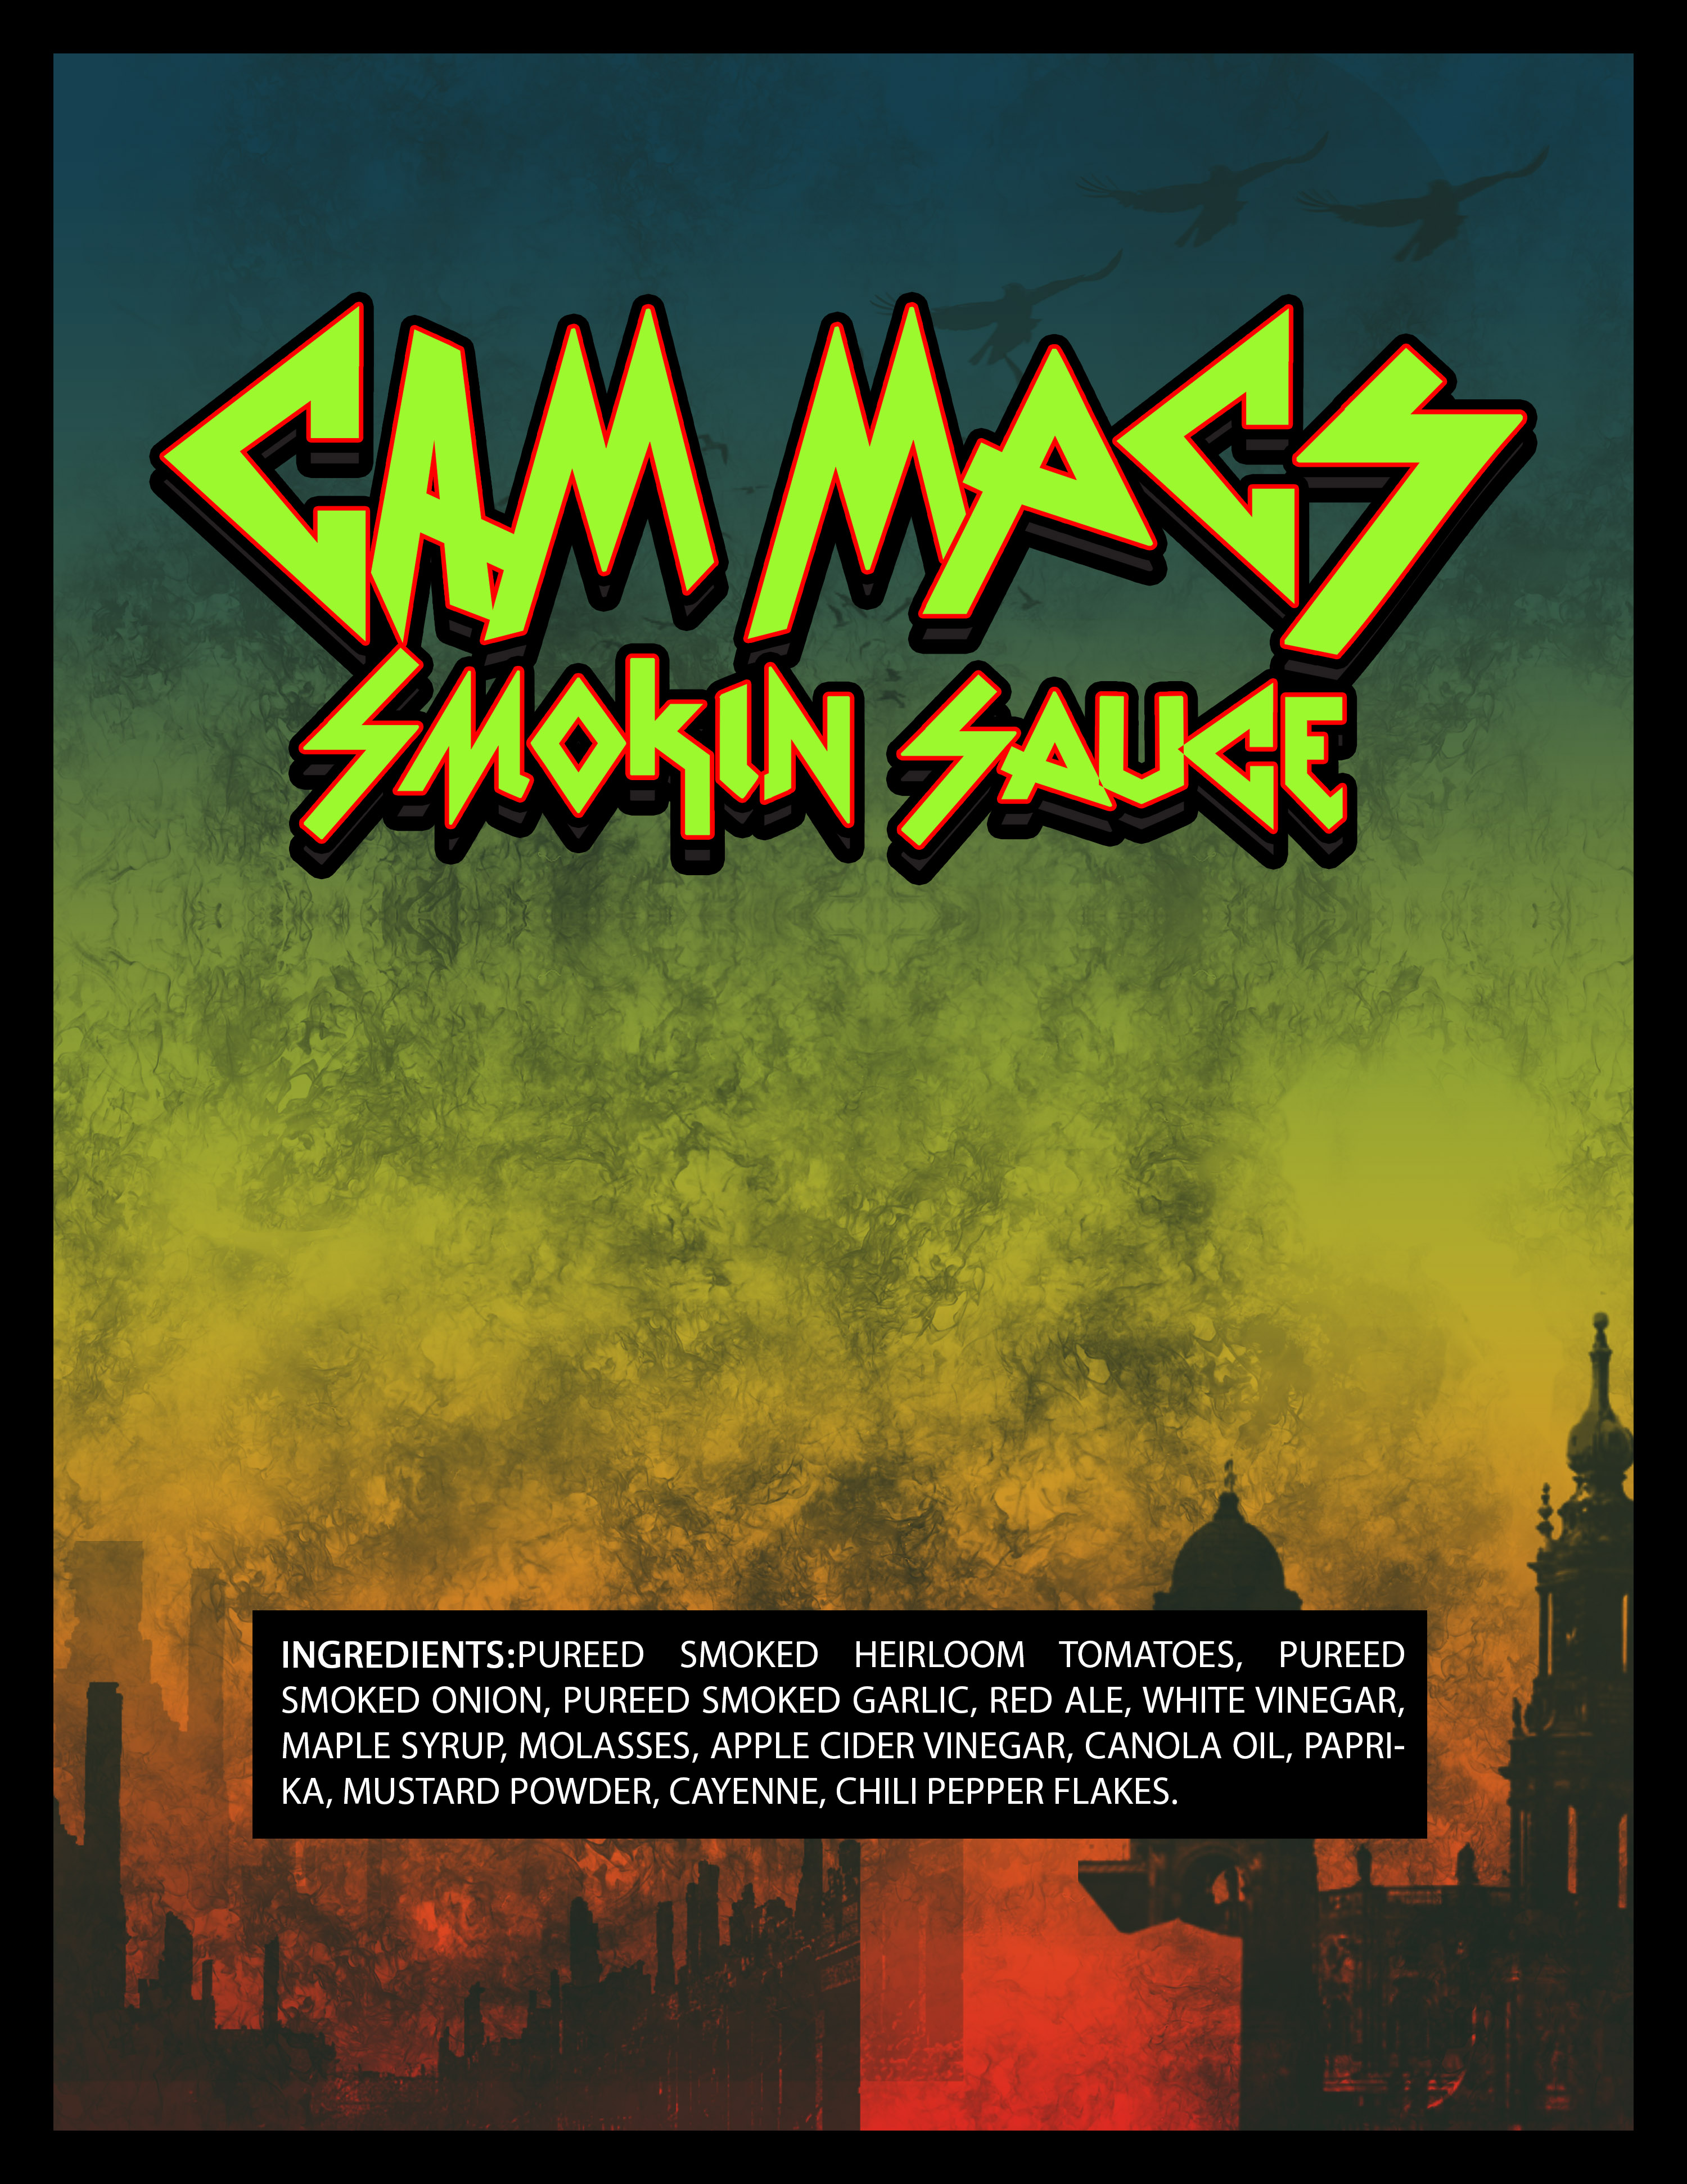 CAM MACS
SMOKIN SAUCE
INGREDIENTS:PUREED SMOKED HEIRLOOM TOMATOES, PUREED
SMOKED ONION, PUREED SMOKED GARLIC, RED ALE, WHITE VINEGAR,
MAPLE SYRUP, MOLASSES, APPLE CIDER VINEGAR, CANOLA OIL, PAPRI-
KA, MUSTARD POWDER, CAYENNE, CHILI PEPPER FLAKES.